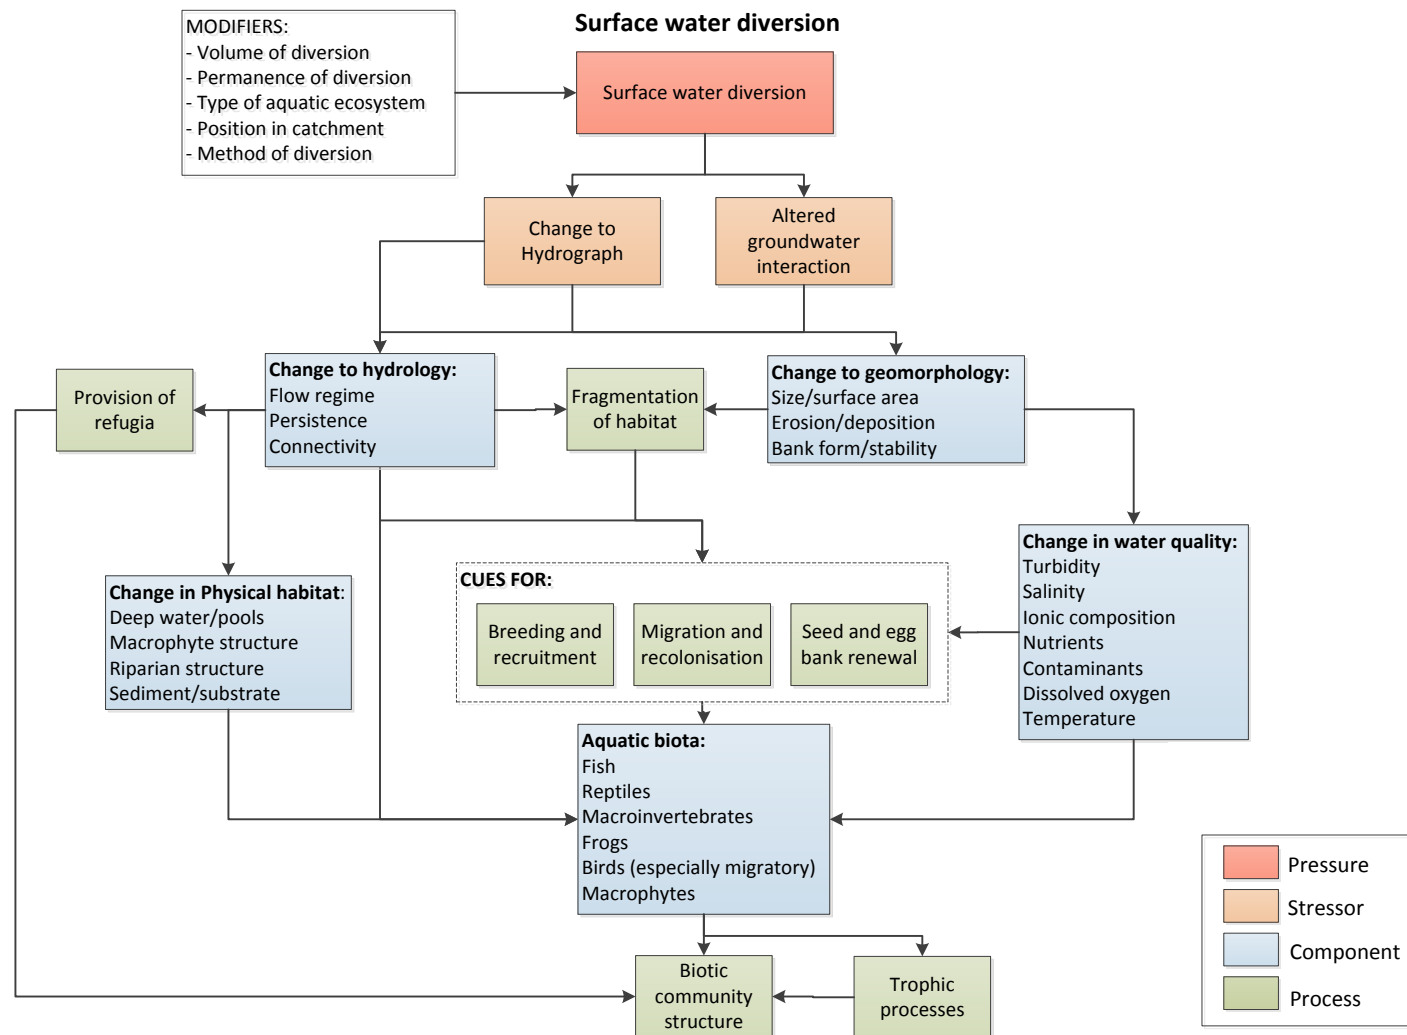 Surface water diversion
MODIFIERS:
- Volume of diversion
- Permanence of diversion
- Type of aquatic ecosystem
- Position in catchment
- Method of diversion
Surface water diversion
Change to
Hydrograph
Altered
groundwater
interaction
Provision of
refugia
Change to hydrology:
Flow regime
Persistence
Connectivity
Fragmentation
of habitat
Change to geomorphology:
Size/surface area
Erosion/deposition
Bank form/stability
Change in Physical habitat:
Deep water/pools
Macrophyte structure
Riparian structure
Sediment/substrate
CUES FOR:
Breeding and
recruitment
Migration and
recolonisation
Seed and egg
bank renewal
Change in water quality:
Turbidity
Salinity
Ionic composition
Nutrients
Contaminants
Dissolved oxygen
Temperature
Aquatic biota:
Fish
Reptiles
Macroinvertebrates
Frogs
Birds (especially migratory)
Macrophytes
Biotic
community
structure
Trophic
processes
Pressure
Stressor
Component
Process